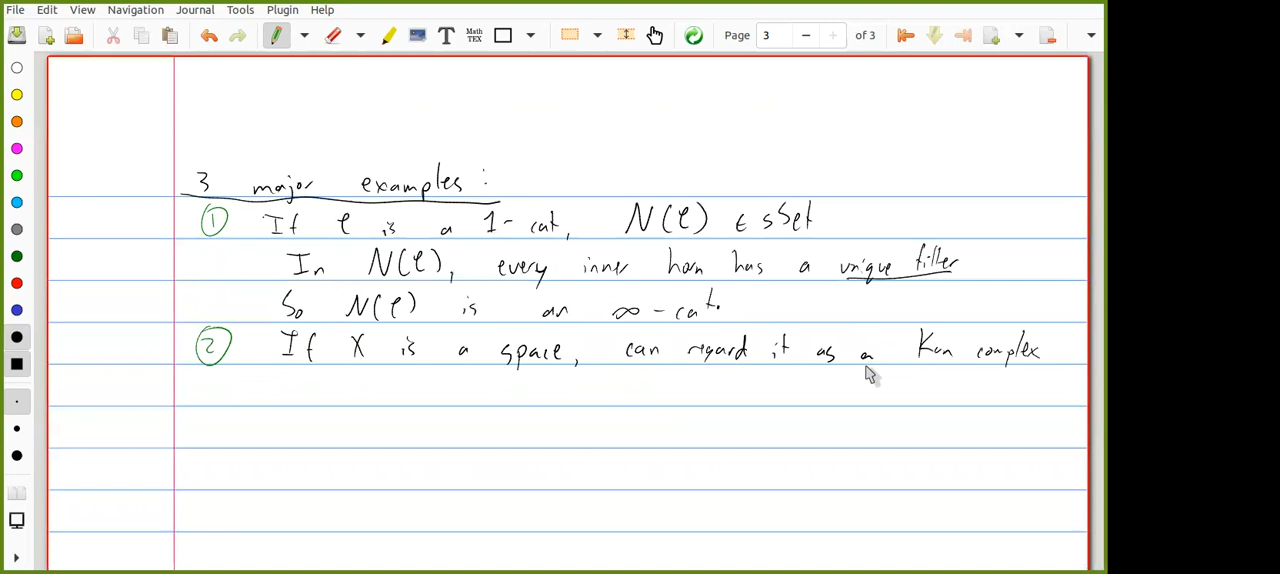 File Edit View Navigation Journal Tools Plugin Help
T Math TEX Page 3 of 3
3 major examples:
① If C is a 1-cat, N(C) ∈ sSet
In N(C), every inner horn has a unique filler
So N(C) is an ∞-cat.
② If X is a space, can regard it as a Kan complex